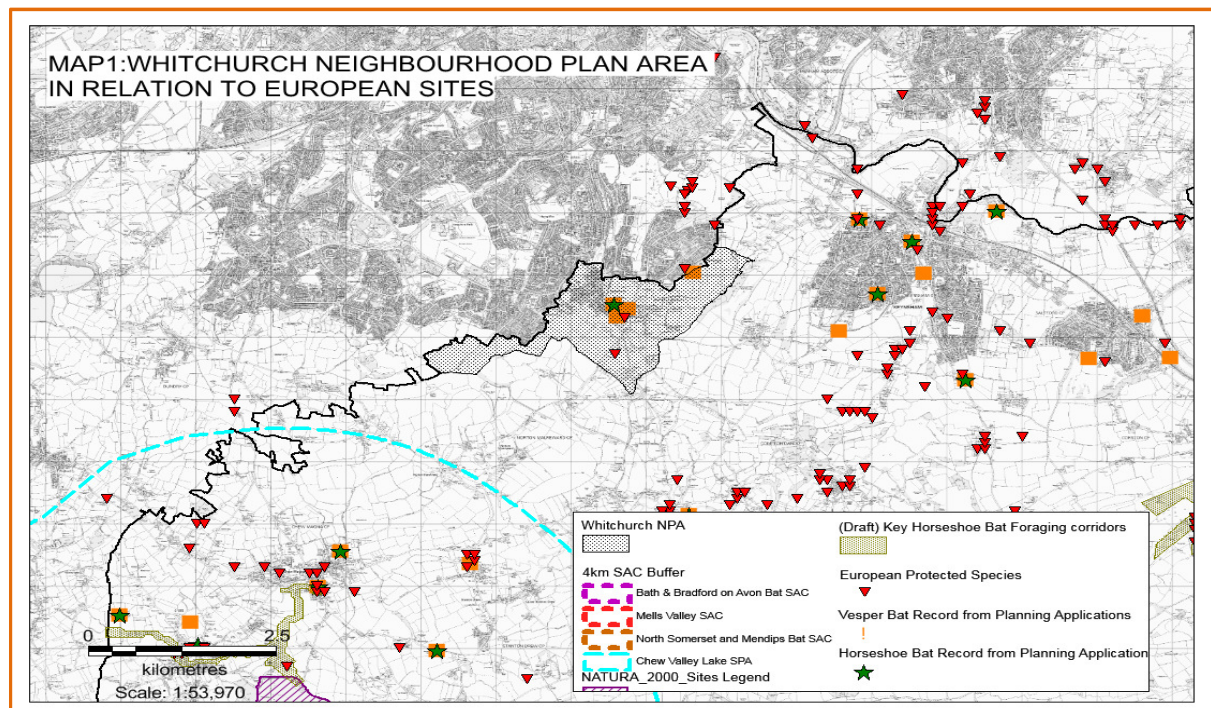 MAP1:WHITCHURCH NEIGHBOURHOOD PLAN AREA
IN RELATION TO EUROPEAN SITES
0 2.5
kilometres
Scale: 1:53,970
Whitchurch NPA
4km SAC Buffer
Bath & Bradford on Avon Bat SAC
Mells Valley SAC
North Somerset and Mendips Bat SAC
Chew Valley Lake SPA
NATURA_2000_Sites Legend
(Draft) Key Horseshoe Bat Foraging corridors
European Protected Species
Vesper Bat Record from Planning Applications
!
Horseshoe Bat Record from Planning Application